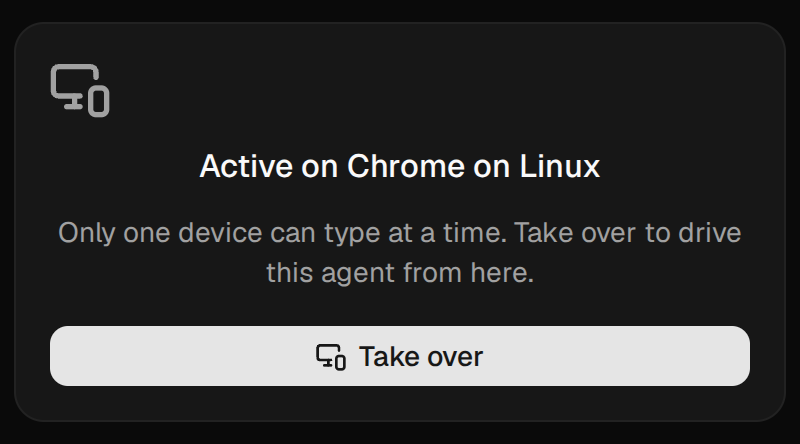 Active on Chrome on Linux
Only one device can type at a time. Take over to drive
this agent from here.
Take over